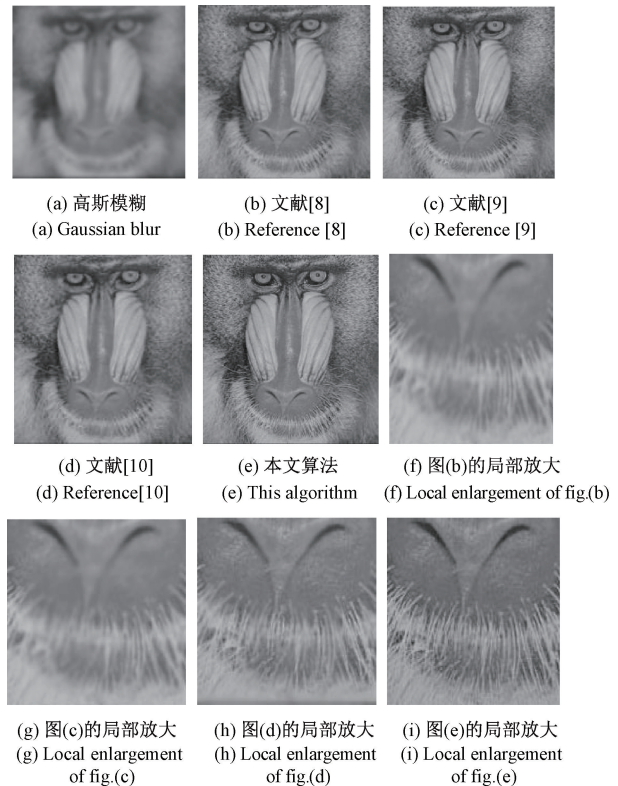 (a) 高斯模糊
(a) Gaussian blur
(b) 文献[8]
(b) Reference [8]
(c) 文献[9]
(c) Reference [9]
(d) 文献[10]
(d) Reference[10]
(e) 本文算法
(e) This algorithm
(f) 图(b)的局部放大
(f) Local enlargement of fig.(b)
(g) 图(c)的局部放大
(g) Local enlargement
of fig.(c)
(h) 图(d)的局部放大
(h) Local enlargement
of fig.(d)
(i) 图(e)的局部放大
(i) Local enlargement
of fig.(e)